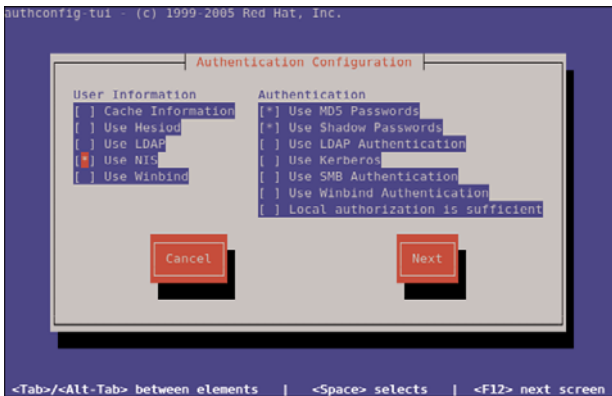 authconfig-tui - (c) 1999-2005 Red Hat, Inc.
Authentication Configuration
User Information
[ ] Cache Information
[ ] Use Hesiod
[ ] Use LDAP
[*] Use NIS
[ ] Use Winbind
Authentication
[*] Use MD5 Passwords
[*] Use Shadow Passwords
[ ] Use LDAP Authentication
[ ] Use Kerberos
[ ] Use SMB Authentication
[ ] Use Winbind Authentication
[ ] Local authorization is sufficient
Cancel
Next
<Tab>/<Alt-Tab> between elements | <Space> selects | <F12> next screen